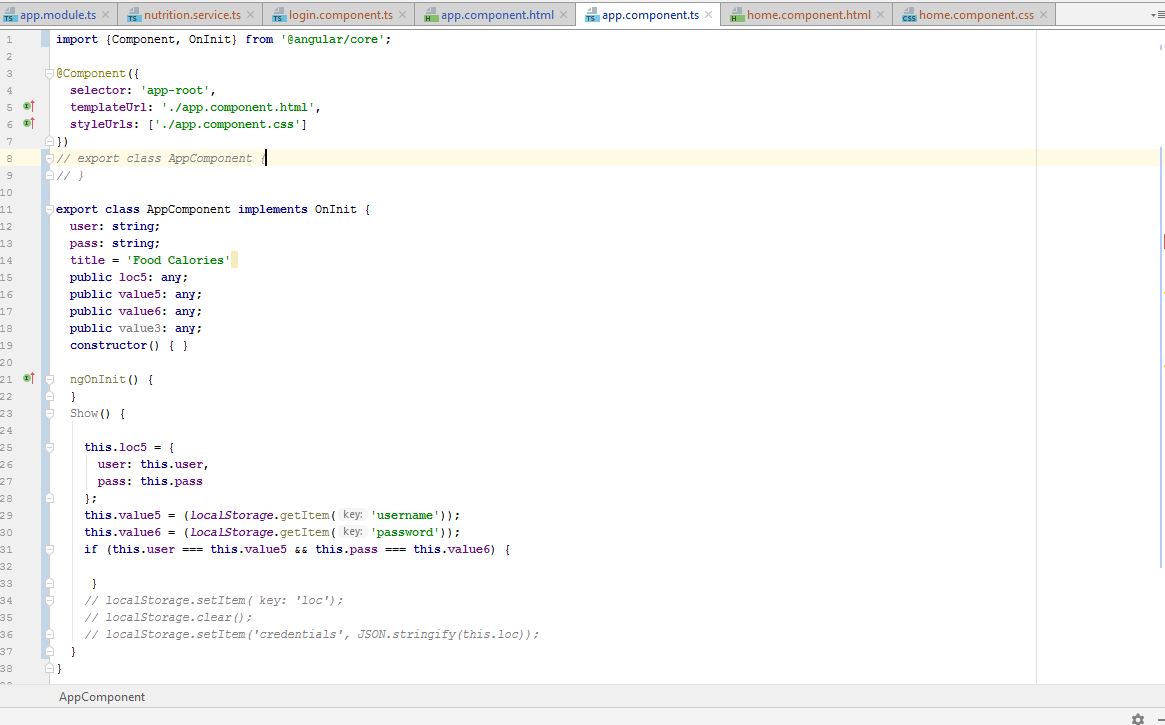 app.module.ts nutrition.service.ts login.component.ts app.component.html app.component.ts home.component.html home.component.css
1 import {Component, OnInit} from '@angular/core';
2
3 @Component({
4 selector: 'app-root',
5 templateUrl: './app.component.html',
6 styleUrls: ['./app.component.css']
7 })
8 // export class AppComponent {
9 // }
10
11 export class AppComponent implements OnInit {
12 user: string;
13 pass: string;
14 title = 'Food Calories'
15 public loc5: any;
16 public value5: any;
17 public value6: any;
18 public value3: any;
19 constructor() { }
20
21 ngOnInit() {
22 }
23 Show() {
24
25 this.loc5 = {
26 user: this.user,
27 pass: this.pass
28 };
29 this.value5 = (localStorage.getItem( key: 'username'));
30 this.value6 = (localStorage.getItem( key: 'password'));
31 if (this.user === this.value5 && this.pass === this.value6) {
32
33 }
34 // localStorage.setItem( key: 'loc');
35 // localStorage.clear();
36 // localStorage.setItem('credentials', JSON.stringify(this.loc));
37 }
38 }
AppComponent